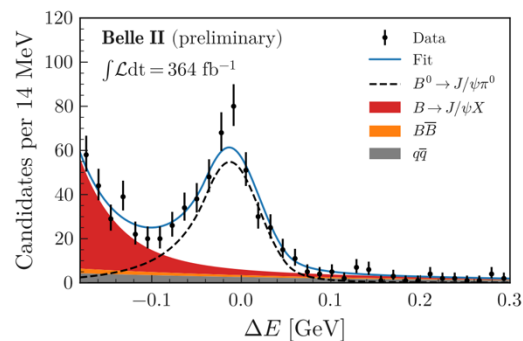 Candidates per 14 MeV
120
100
80
60
40
20
0
Belle II (preliminary)
∫ℒdt = 364 fb⁻¹
Data
Fit
B⁰ → J/ψπ⁰
B → J/ψX
BB̅
qq̅
−0.1 0.0 0.1 0.2 0.3
ΔE [GeV]